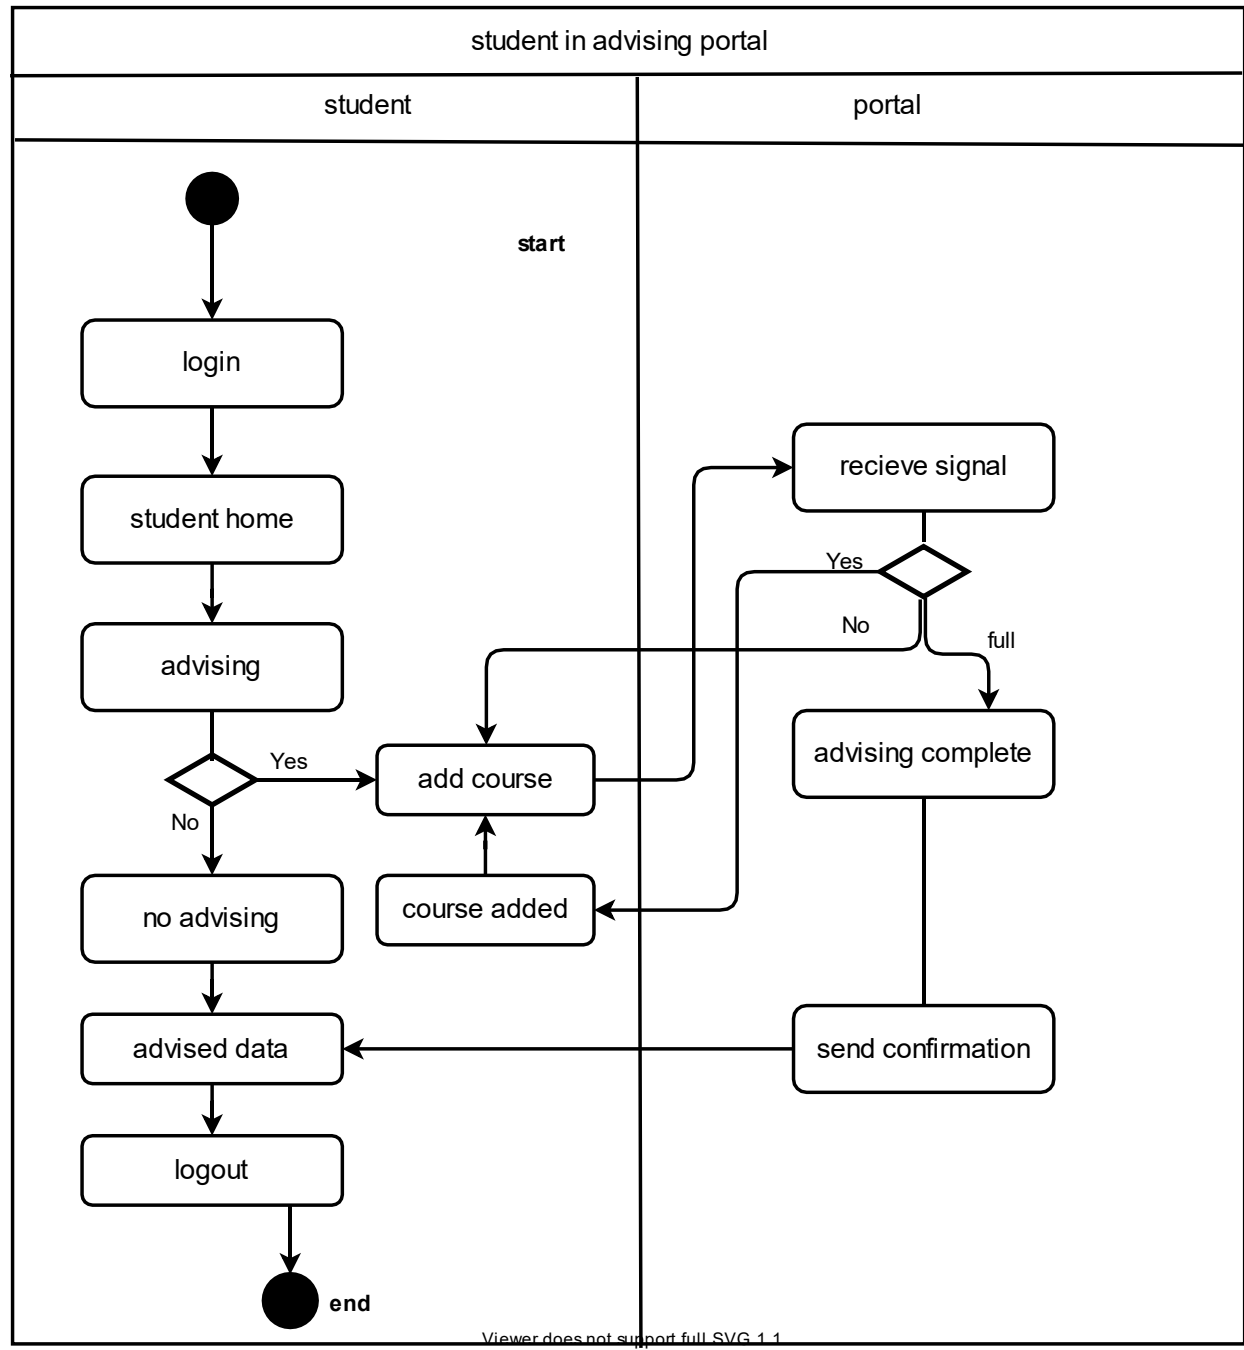 student in advising portal
student
portal
start
login
recieve signal
student home
Yes
No
full
advising
advising complete
Yes
add course
No
course added
no advising
advised data
send confirmation
logout
end
Viewer does not support full SVG 1.1